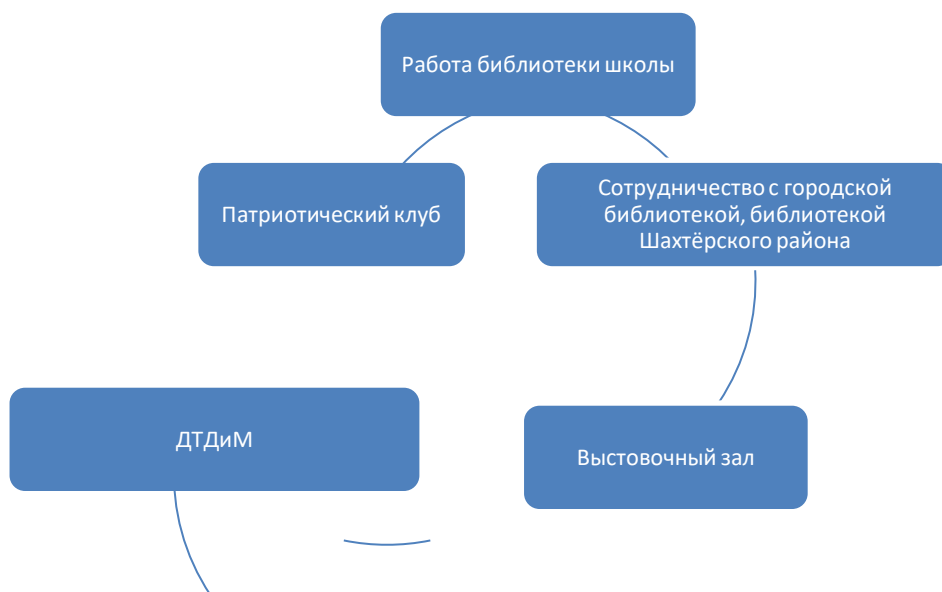 Работа библиотеки школы
Патриотический клуб
Сотрудничество с городской
библиотекой, библиотекой
Шахтёрского района
ДТДиМ
Выстовочный зал